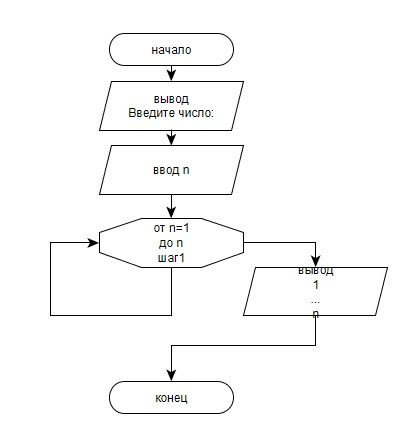 начало
вывод
Введите число:
ввод n
от n=1
до n
шаг1
вывод
1
...
n
конец